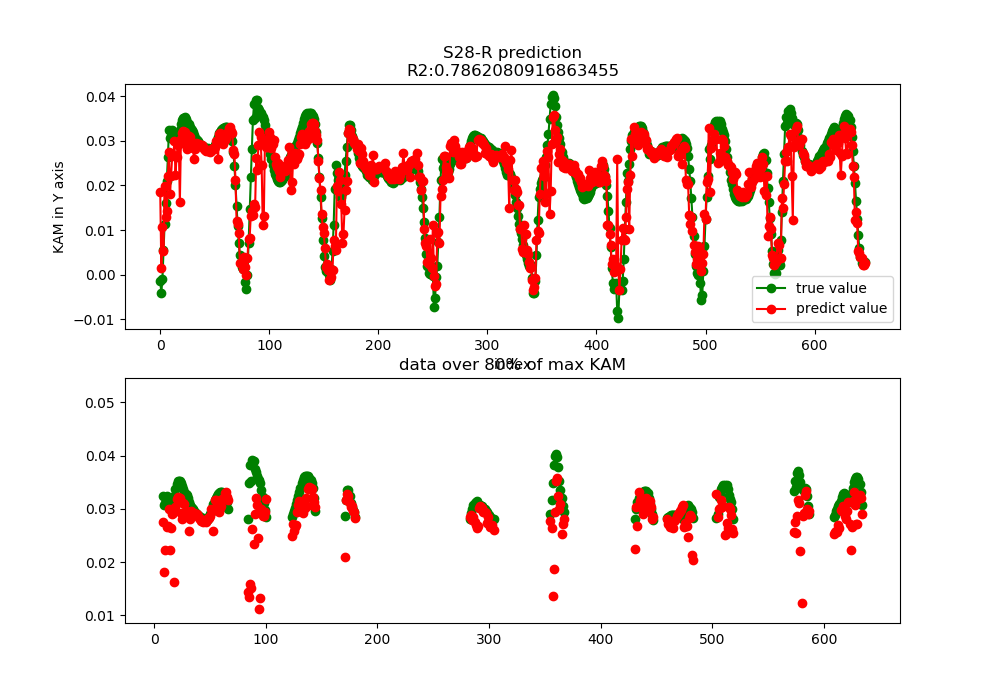 S28-R prediction
R2:0.7862080916863455
0.04
0.03
0.02
0.01
0.00
−0.01
KAM in Y axis
true value
predict value
0 100 200 300 400 500 600
index
data over 80% of max KAM
0.05
0.04
0.03
0.02
0.01
0 100 200 300 400 500 600